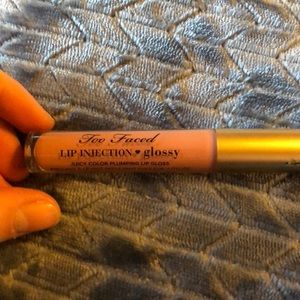 Too Faced
LIP INJECTION ♥ glossy
JUICY COLOR PLUMPING LIP GLOSS